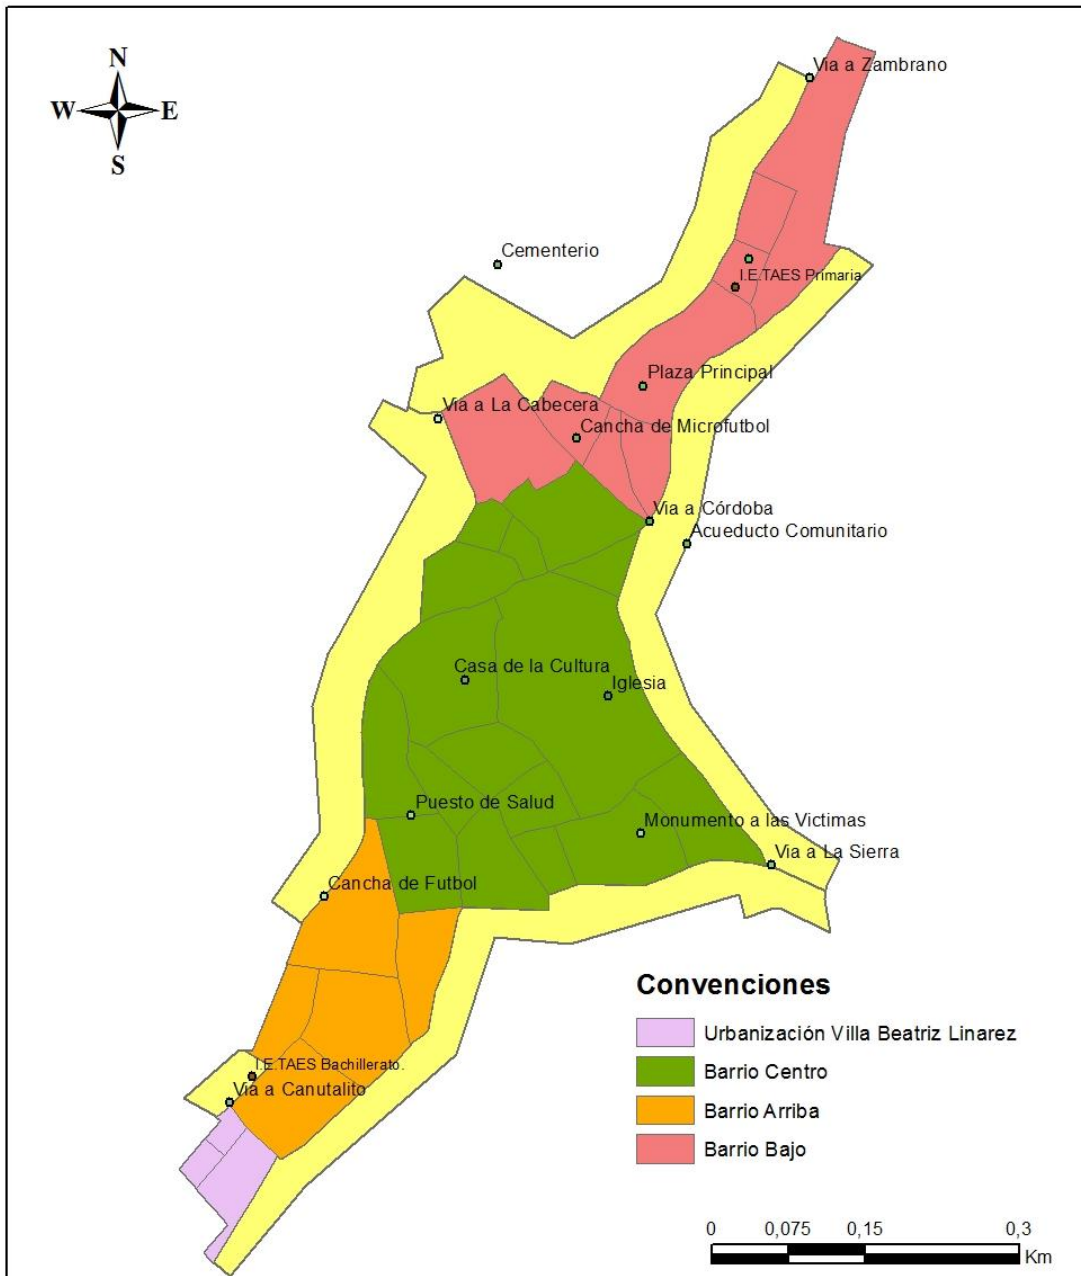 N
W E
S
Via a Zambrano
Cementerio
I.E.TAES Primaria
Plaza Principal
Via a La Cabecera
Cancha de Microfutbol
Via a Córdoba
Acueducto Comunitario
Casa de la Cultura
Iglesia
Puesto de Salud
Monumento a las Victimas
Via a La Sierra
Cancha de Futbol
I.E.TAES Bachillerato.
Via a Canutalito
Convenciones
Urbanización Villa Beatriz Linarez
Barrio Centro
Barrio Arriba
Barrio Bajo
0 0,075 0,15 0,3
Km